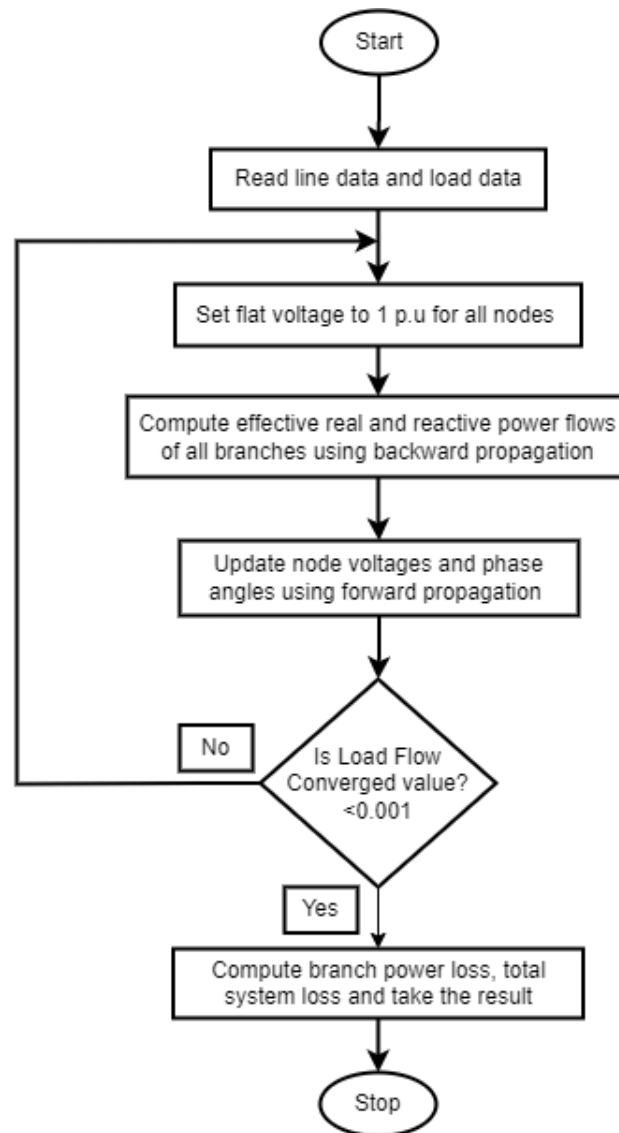 Start
Read line data and load data
Set flat voltage to 1 p.u for all nodes
Compute effective real and reactive power flows
of all branches using backward propagation
Update node voltages and phase
angles using forward propagation
No
Is Load Flow
Converged value?
<0.001
Yes
Compute branch power loss, total
system loss and take the result
Stop